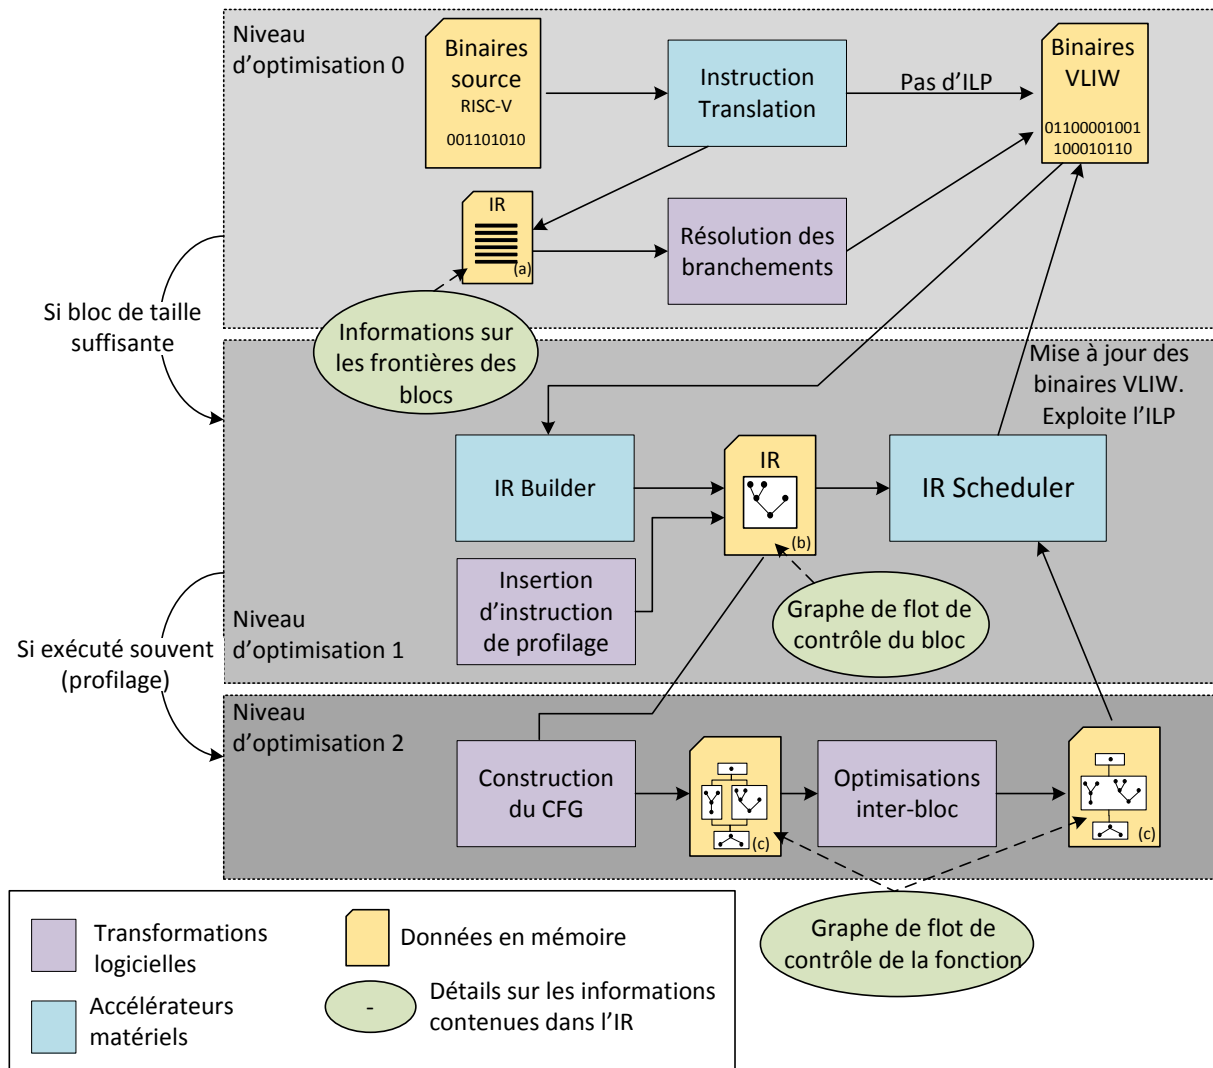 Niveau
d'optimisation 0
Binaires
source
RISC-V
001101010
Instruction
Translation
Pas d'ILP
Binaires
VLIW
01100001001
100010110
IR
(a)
Résolution des
branchements
Informations sur
les frontières des
blocs
Si bloc de taille
suffisante
Mise à jour des
binaires VLIW.
Exploite l'ILP
IR Builder
IR
(b)
IR Scheduler
Insertion
d'instruction
de profilage
Graphe de flot de
contrôle du bloc
Niveau
d'optimisation 1
Si exécuté souvent
(profilage)
Niveau
d'optimisation 2
Construction
du CFG
(c)
Optimisations
inter-bloc
(c)
Graphe de flot de
contrôle de la fonction
Transformations
logicielles
Données en mémoire
Accélérateurs
matériels
-
Détails sur les informations
contenues dans l'IR